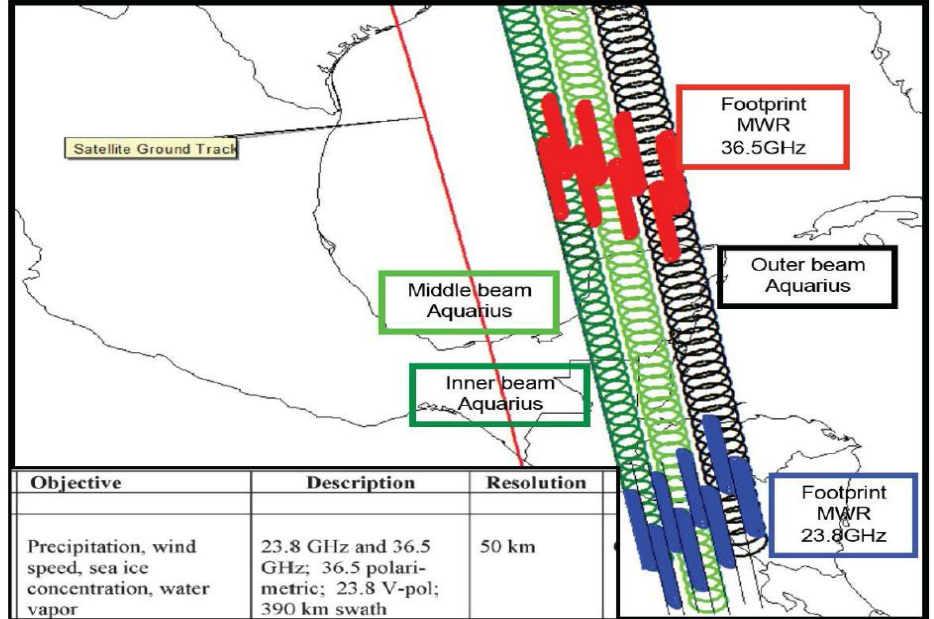 Footprint
MWR
36.5GHz
Satellite Ground Track
Outer beam
Aquarius
Middle beam
Aquarius
Inner beam
Aquarius
Objective
Description
Resolution
Precipitation, wind
speed, sea ice
concentration, water
vapor
23.8 GHz and 36.5
GHz; 36.5 polari-
metric; 23.8 V-pol;
390 km swath
50 km
Footprint
MWR
23.8GHz